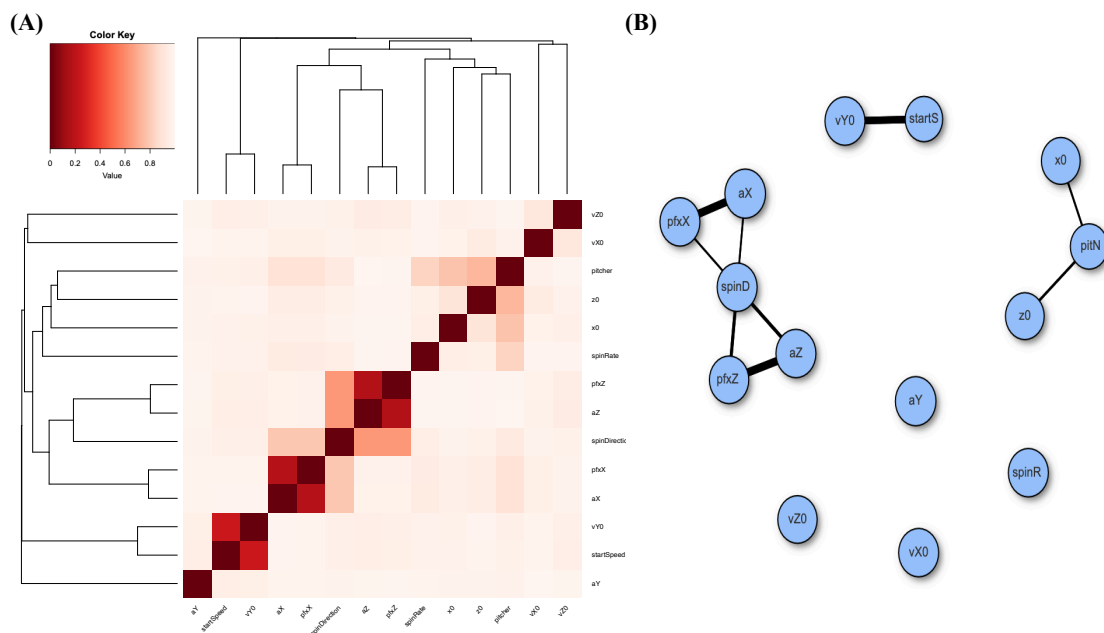 (A)
(B)
Color Key
0 0.2 0.4 0.6 0.8
Value
vZ0
vX0
pitcher
z0
x0
spinRate
pfxZ
aZ
spinDirectic
pfxX
aX
vY0
startSpeed
aY
aY startSpeed vY0 aX pfxX spinDirection aZ pfxZ spinRate x0 z0 pitcher vX0 vZ0
vY0
startS
x0
aX
pfxX
pitN
spinD
z0
aZ
pfxZ
aY
spinR
vZ0
vX0